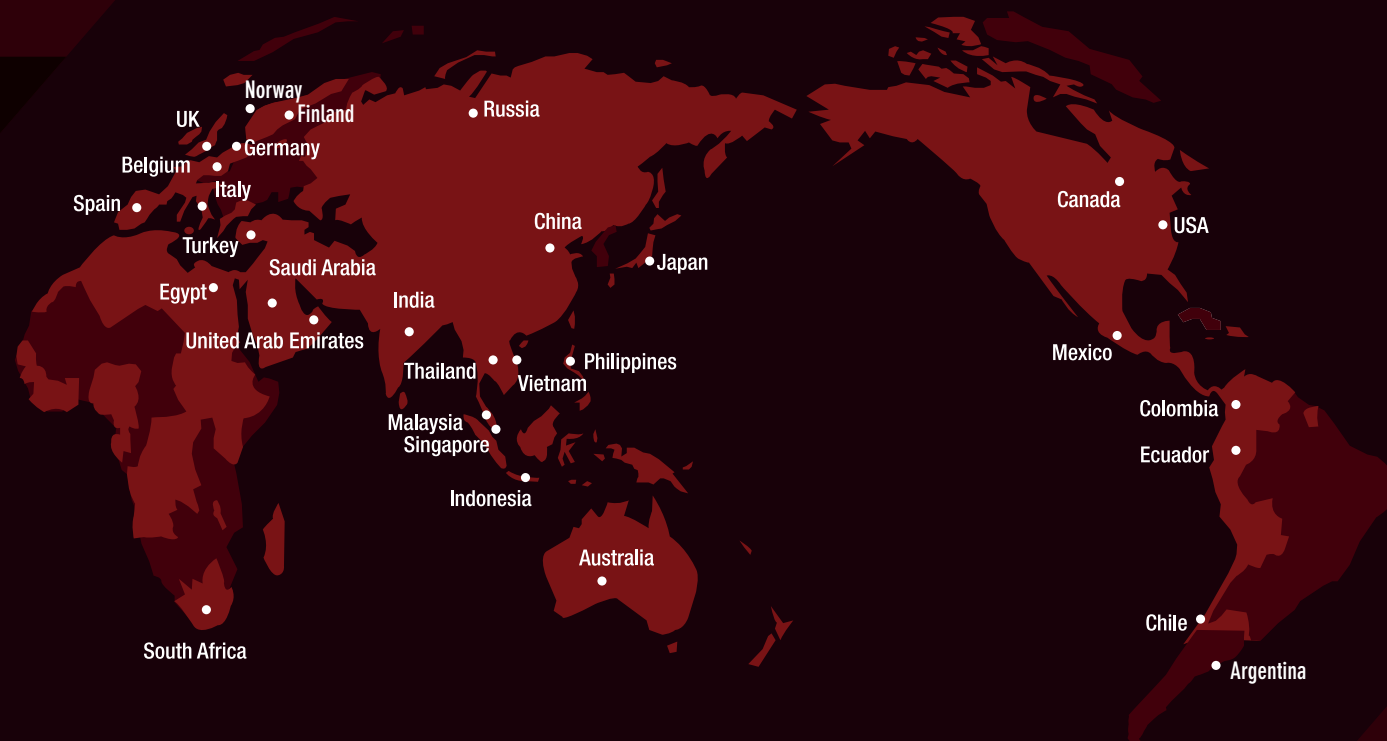 Norway
Finland
Russia
UK
Germany
Belgium
Italy
Spain
Canada
China
USA
Turkey
Japan
Saudi Arabia
Egypt
India
United Arab Emirates
Mexico
Philippines
Thailand
Vietnam
Colombia
Malaysia
Singapore
Ecuador
Indonesia
Australia
Chile
South Africa
Argentina